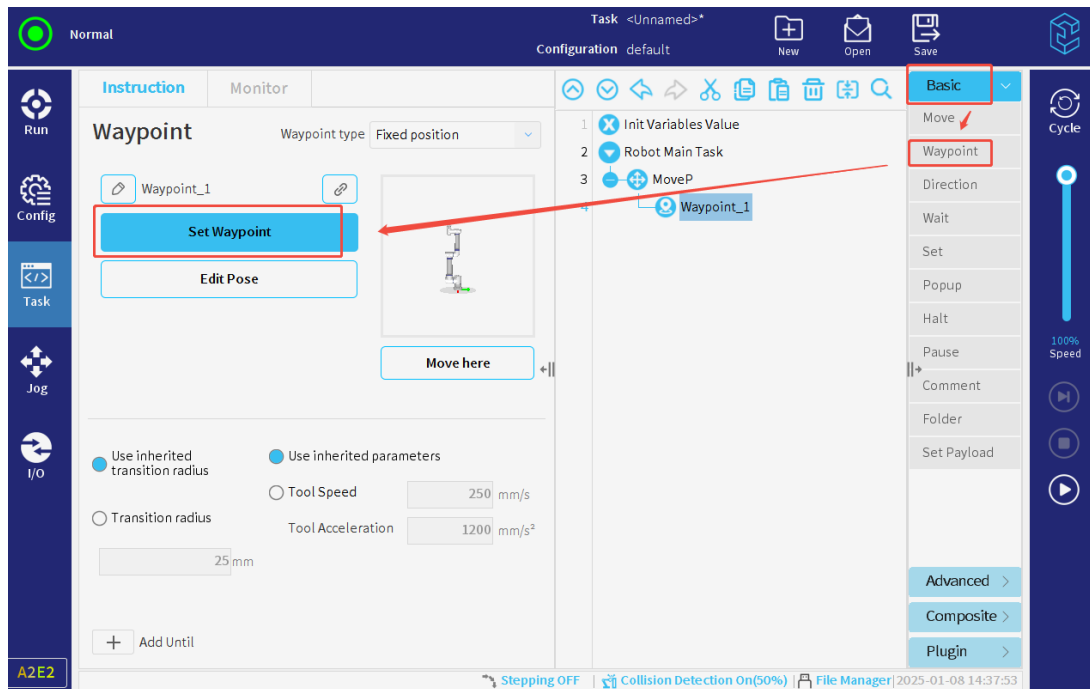 Normal
Task <Unnamed>*
Configuration default
New
Open
Save
Run
Config
Task
Jog
I/O
A2E2
Instruction
Monitor
Waypoint
Waypoint type Fixed position
Waypoint_1
Set Waypoint
Edit Pose
Move here
Use inherited
transition radius
Use inherited parameters
Tool Speed 250 mm/s
Transition radius
Tool Acceleration 1200 mm/s²
25 mm
Add Until
1 Init Variables Value
2 Robot Main Task
3 MoveP
4 Waypoint_1
Basic
Move
Waypoint
Direction
Wait
Set
Popup
Halt
Pause
Comment
Folder
Set Payload
Advanced
Composite
Plugin
Cycle
100%
Speed
Stepping OFF | Collision Detection On(50%) | File Manager | 2025-01-08 14:37:53